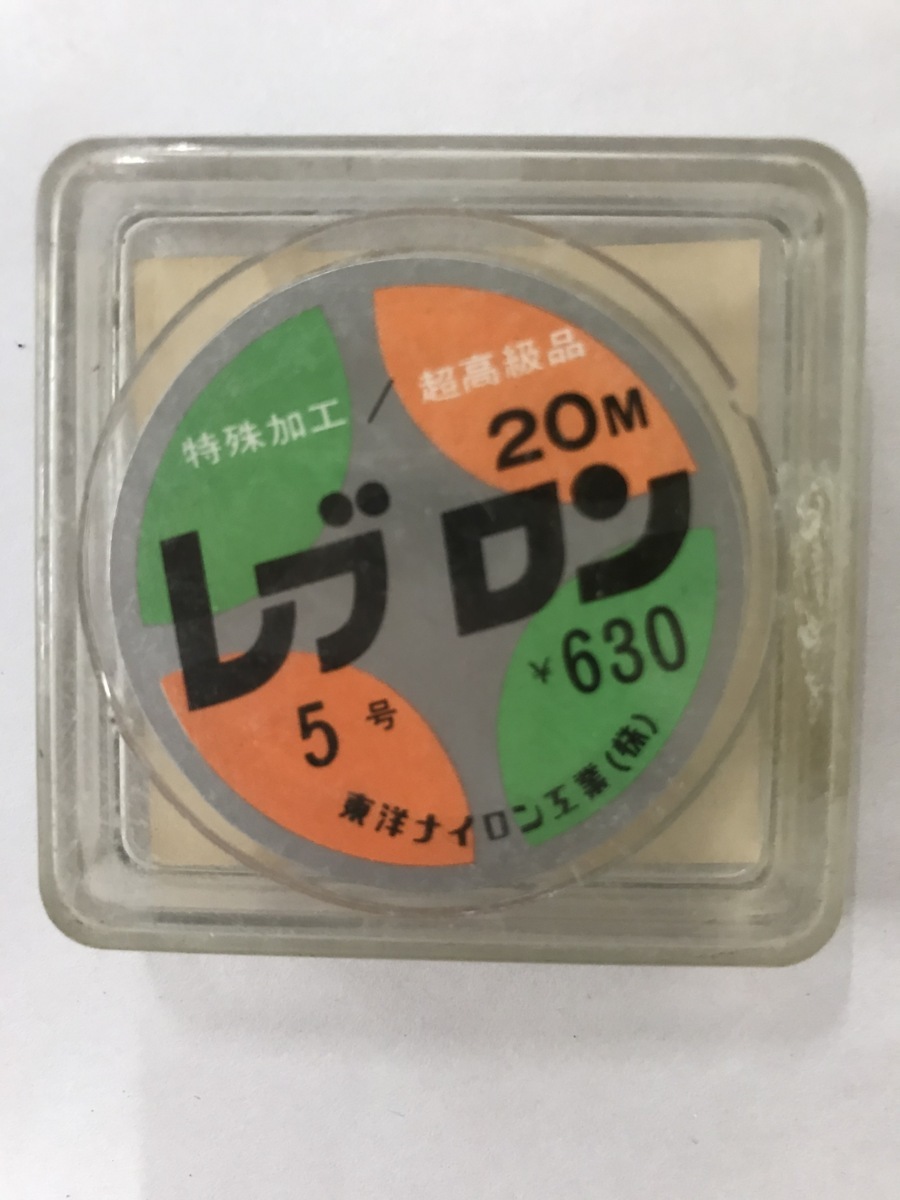 特殊加工／超高級品
20M
レブロン
¥630
5号
東洋ナイロン工業(株)